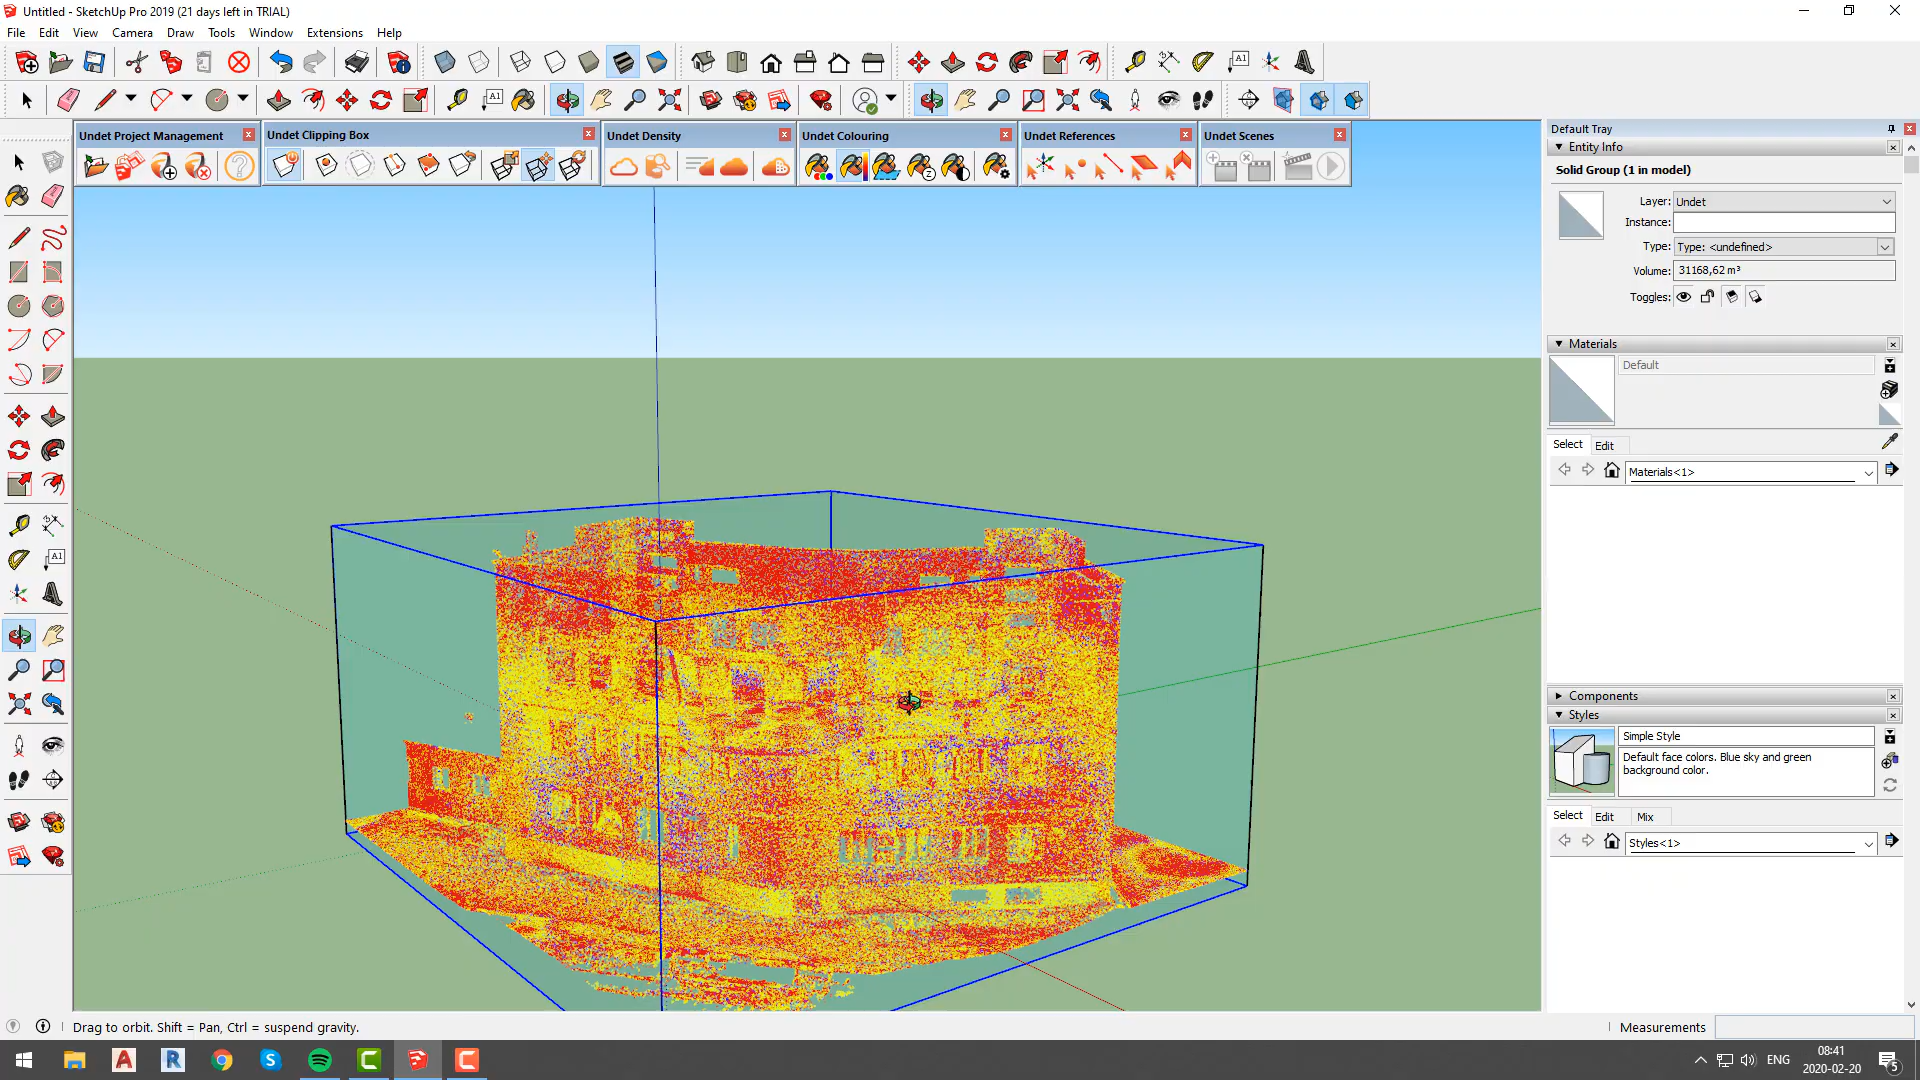 Untitled - SketchUp Pro 2019 (21 days left in TRIAL)
File Edit View Camera Draw Tools Window Extensions Help
A1
A1
Undet Project Management
Undet Clipping Box
Undet Density
Undet Colouring
Undet References
Undet Scenes
Z
A1
Default Tray
Entity Info
Solid Group (1 in model)
Layer: Undet
Instance:
Type: Type: <undefined>
Volume: 31168,62 m³
Toggles:
Materials
Default
Select Edit
Materials<1>
Components
Styles
Simple Style
Default face colors. Blue sky and green
background color.
Select Edit Mix
Styles<1>
Drag to orbit. Shift = Pan, Ctrl = suspend gravity.
Measurements
A R C S C C
ENG
08:41
2020-02-20
5